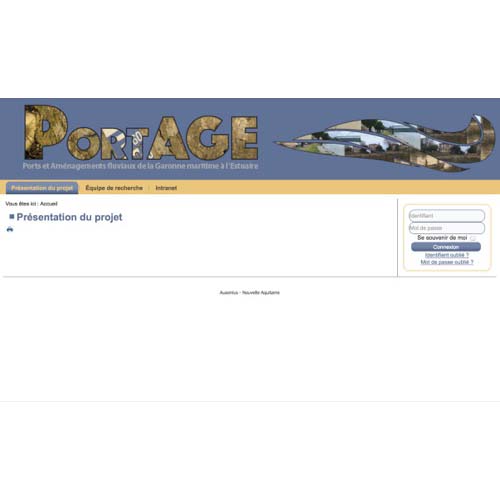 PORTAGE
Ports et Aménagements fluviaux de la Garonne maritime à l'Estuaire
Présentation du projet
Équipe de recherche
Intranet
Vous êtes ici : Accueil
Présentation du projet
Identifiant
Mot de passe
Se souvenir de moi
Connexion
Identifiant oublié ?
Mot de passe oublié ?
Ausonius - Nouvelle Aquitaine